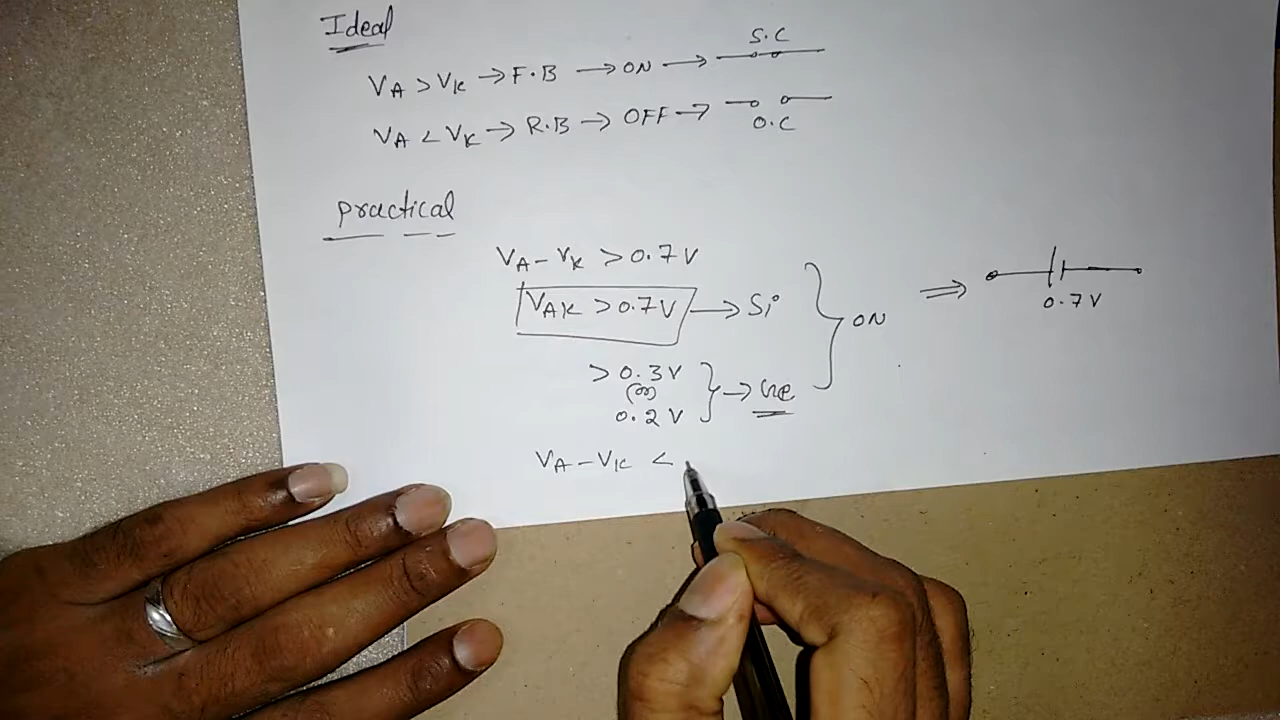 Ideal
VA > VK → F.B → ON → S.C
VA < VK → R.B → OFF → O.C
practical
VA - VK > 0.7 V
VAK > 0.7V → Si
} ON ⇒ 0.7 V
> 0.3 V
(or)
0.2 V } → Ge
VA - VK <